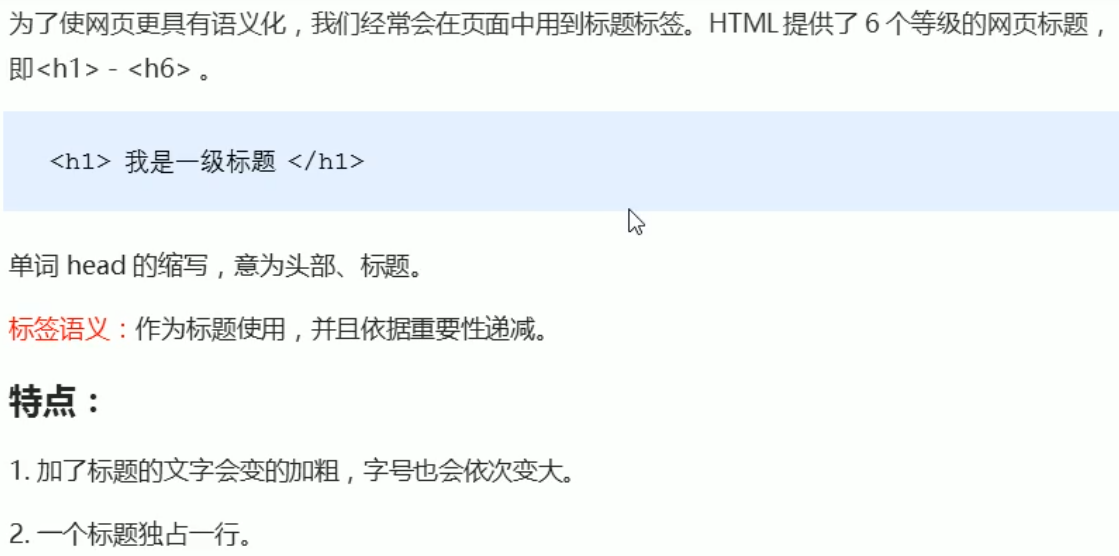 为了使网页更具有语义化，我们经常会在页面中用到标题标签。HTML 提供了 6 个等级的网页标题，
即<h1> - <h6> 。
<h1> 我是一级标题 </h1>
单词 head 的缩写，意为头部、标题。
标签语义：作为标题使用，并且依据重要性递减。
特点：
1. 加了标题的文字会变的加粗，字号也会依次变大。
2. 一个标题独占一行。